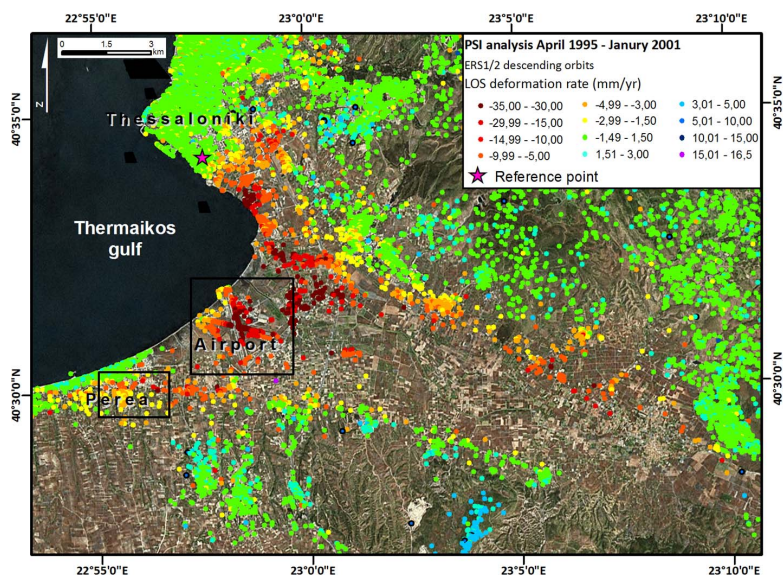 22°55'0"E 23°0'0"E 23°5'0"E 23°10'0"E
0 1.5 3
km
N
PSI analysis April 1995 - Janury 2001
ERS1/2 descending orbits
LOS deformation rate (mm/yr)
-35,00 - -30,00 -4,99 - -3,00 3,01 - 5,00
-29,99 - -15,00 -2,99 - -1,50 5,01 - 10,00
-14,99 - -10,00 -1,49 - 1,50 10,01 - 15,00
-9,99 - -5,00 1,51 - 3,00 15,01 - 16,5
Reference point
40°35'0"N 40°35'0"N
Thessaloniki
Thermaikos
gulf
Airport
40°30'0"N 40°30'0"N
Perea
22°55'0"E 23°0'0"E 23°5'0"E 23°10'0"E